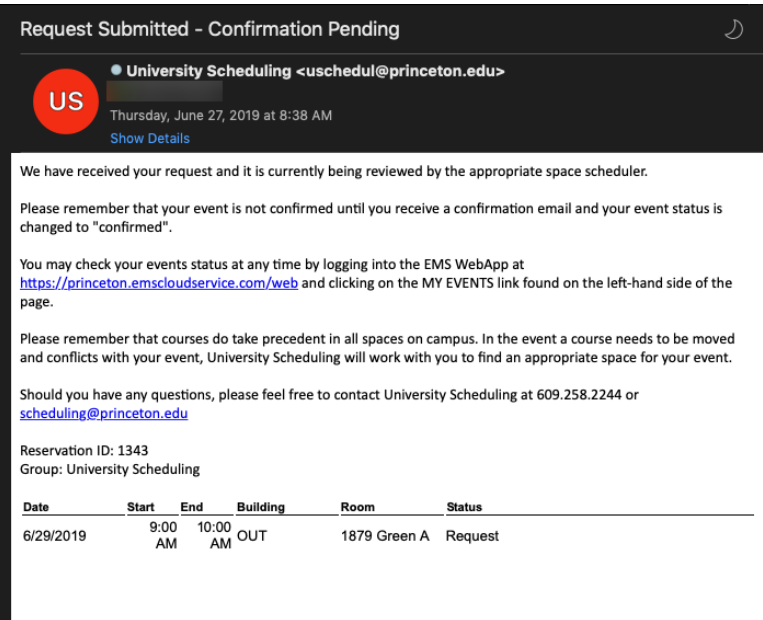 Request Submitted - Confirmation Pending
University Scheduling <uschedul@princeton.edu>
US
Thursday, June 27, 2019 at 8:38 AM
Show Details
We have received your request and it is currently being reviewed by the appropriate space scheduler.
Please remember that your event is not confirmed until you receive a confirmation email and your event status is
changed to "confirmed".
You may check your events status at any time by logging into the EMS WebApp at
https://princeton.emscloudservice.com/web and clicking on the MY EVENTS link found on the left-hand side of the
page.
Please remember that courses do take precedent in all spaces on campus. In the event a course needs to be moved
and conflicts with your event, University Scheduling will work with you to find an appropriate space for your event.
Should you have any questions, please feel free to contact University Scheduling at 609.258.2244 or
scheduling@princeton.edu
Reservation ID: 1343
Group: University Scheduling
Date Start End Building Room Status
6/29/2019 9:00 AM 10:00 AM OUT 1879 Green A Request